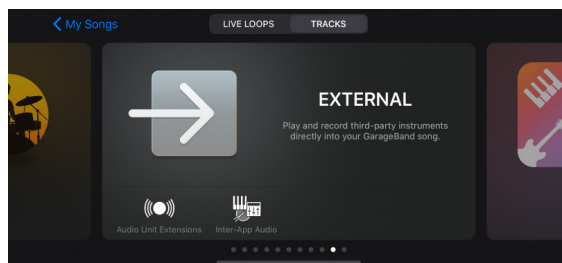 My Songs
LIVE LOOPS
TRACKS
EXTERNAL
Play and record third-party instruments
directly into your GarageBand song.
Audio Unit Extensions
Inter-App Audio